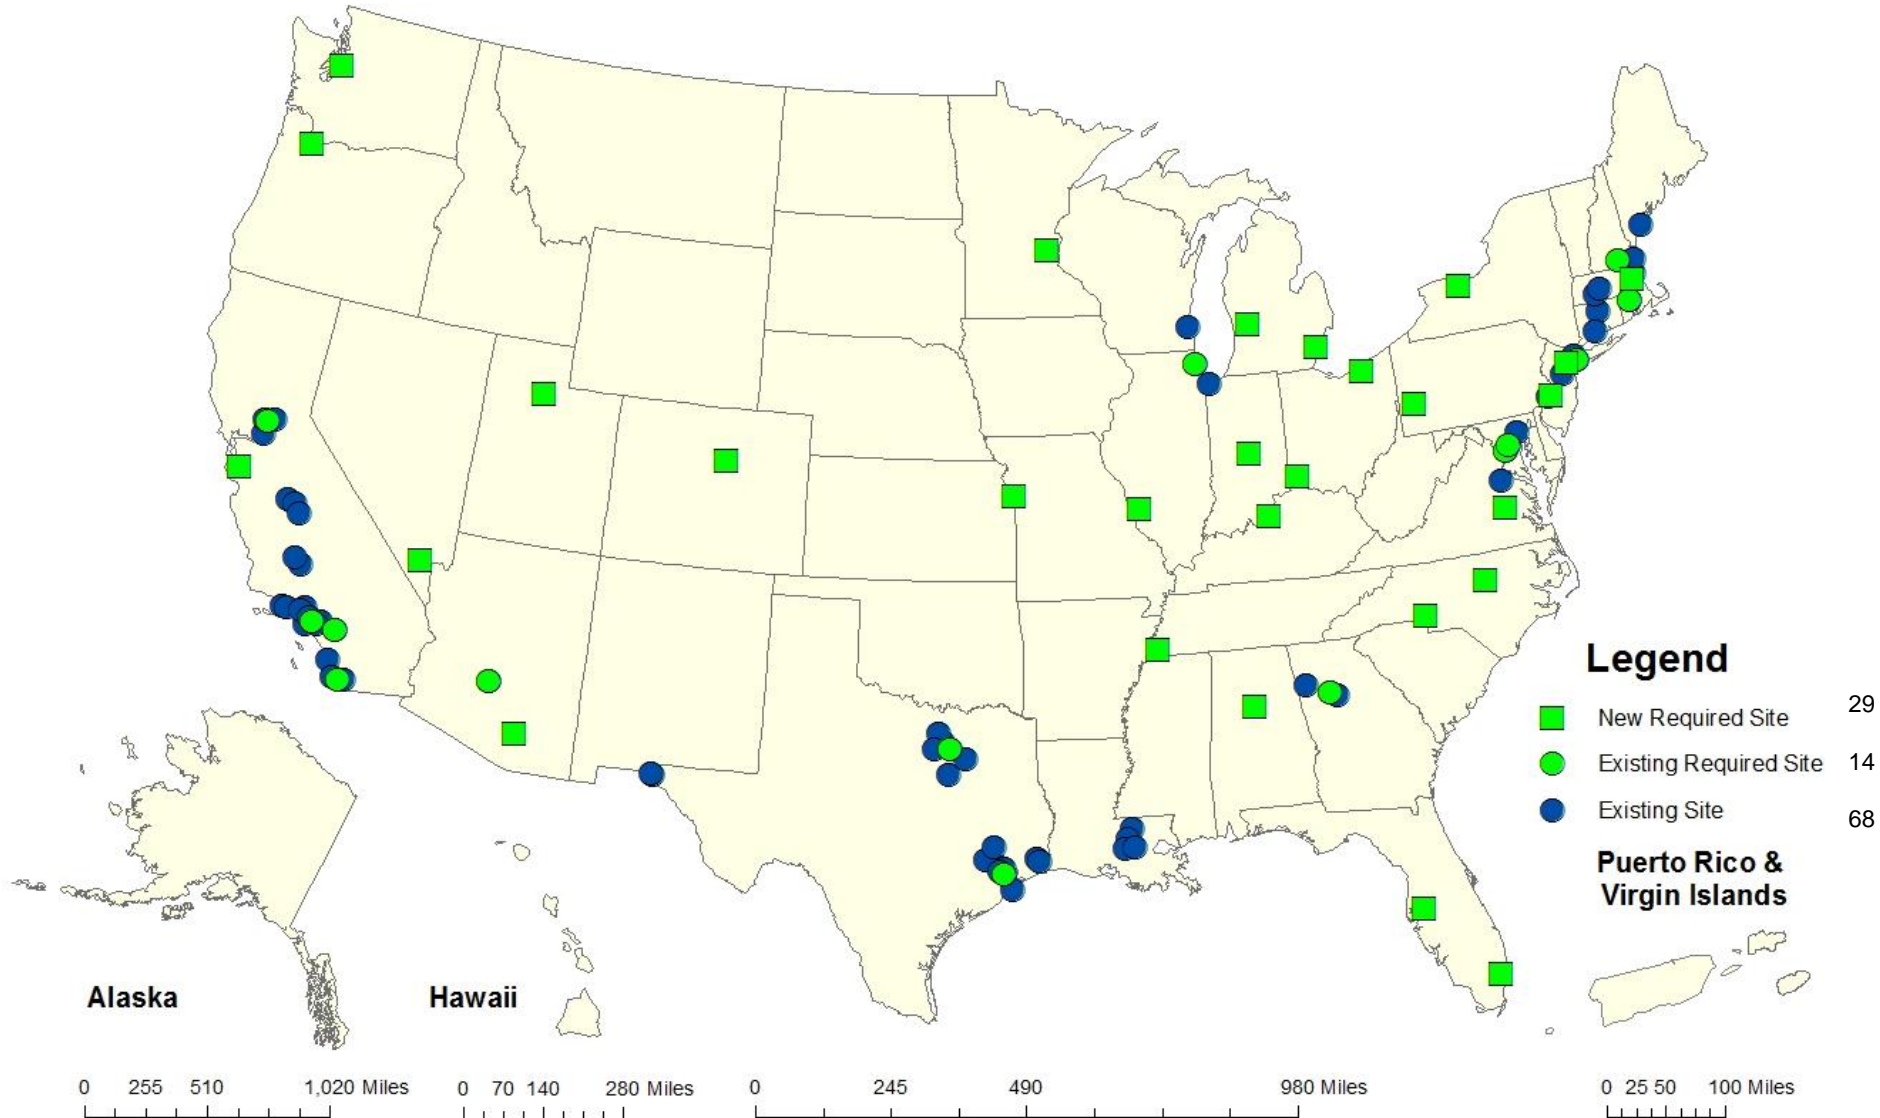 Legend
New Required Site 29
Existing Required Site 14
Existing Site 68
Puerto Rico &
Virgin Islands
Alaska
Hawaii
0 255 510 1,020 Miles
0 70 140 280 Miles
0 245 490 980 Miles
0 25 50 100 Miles